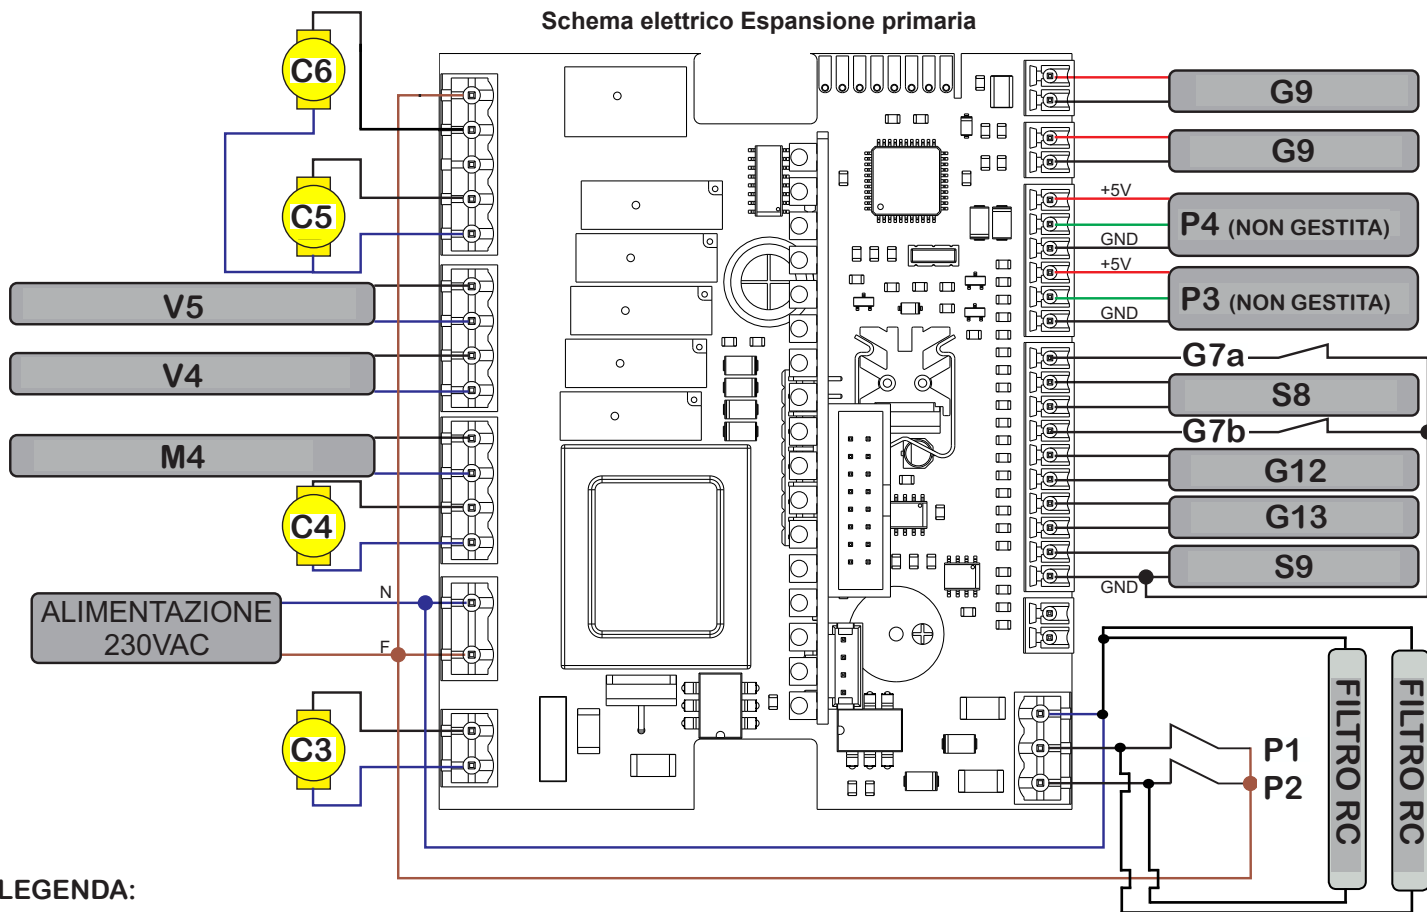 Schema elettrico Espansione primaria
C6
C5
V5
V4
M4
C4
ALIMENTAZIONE
230VAC
N
F
C3
G9
G9
+5V
P4 (NON GESTITA)
GND
+5V
P3 (NON GESTITA)
GND
G7a
S8
G7b
G12
G13
S9
GND
P1
P2
FILTRO RC
FILTRO RC
LEGENDA: